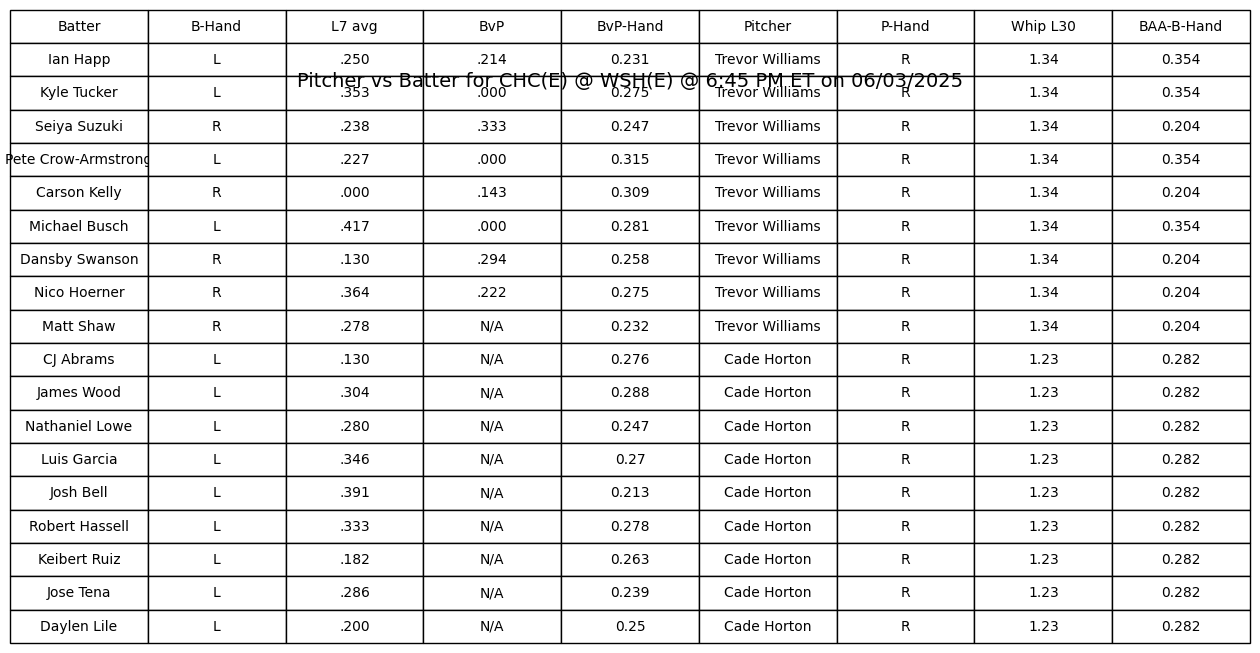 Batter B-Hand L7 avg BvP BvP-Hand Pitcher P-Hand Whip L30 BAA-B-Hand
Ian Happ L .250 .214 0.231 Trevor Williams R 1.34 0.354
Pitcher vs Batter for CHC(E) @ WSH(E) @ 6:45 PM ET on 06/03/2025
Kyle Tucker L .353 .000 0.275 Trevor Williams R 1.34 0.354
Seiya Suzuki R .238 .333 0.247 Trevor Williams R 1.34 0.204
Pete Crow-Armstrong L .227 .000 0.315 Trevor Williams R 1.34 0.354
Carson Kelly R .000 .143 0.309 Trevor Williams R 1.34 0.204
Michael Busch L .417 .000 0.281 Trevor Williams R 1.34 0.354
Dansby Swanson R .130 .294 0.258 Trevor Williams R 1.34 0.204
Nico Hoerner R .364 .222 0.275 Trevor Williams R 1.34 0.204
Matt Shaw R .278 N/A 0.232 Trevor Williams R 1.34 0.204
CJ Abrams L .130 N/A 0.276 Cade Horton R 1.23 0.282
James Wood L .304 N/A 0.288 Cade Horton R 1.23 0.282
Nathaniel Lowe L .280 N/A 0.247 Cade Horton R 1.23 0.282
Luis Garcia L .346 N/A 0.27 Cade Horton R 1.23 0.282
Josh Bell L .391 N/A 0.213 Cade Horton R 1.23 0.282
Robert Hassell L .333 N/A 0.278 Cade Horton R 1.23 0.282
Keibert Ruiz L .182 N/A 0.263 Cade Horton R 1.23 0.282
Jose Tena L .286 N/A 0.239 Cade Horton R 1.23 0.282
Daylen Lile L .200 N/A 0.25 Cade Horton R 1.23 0.282